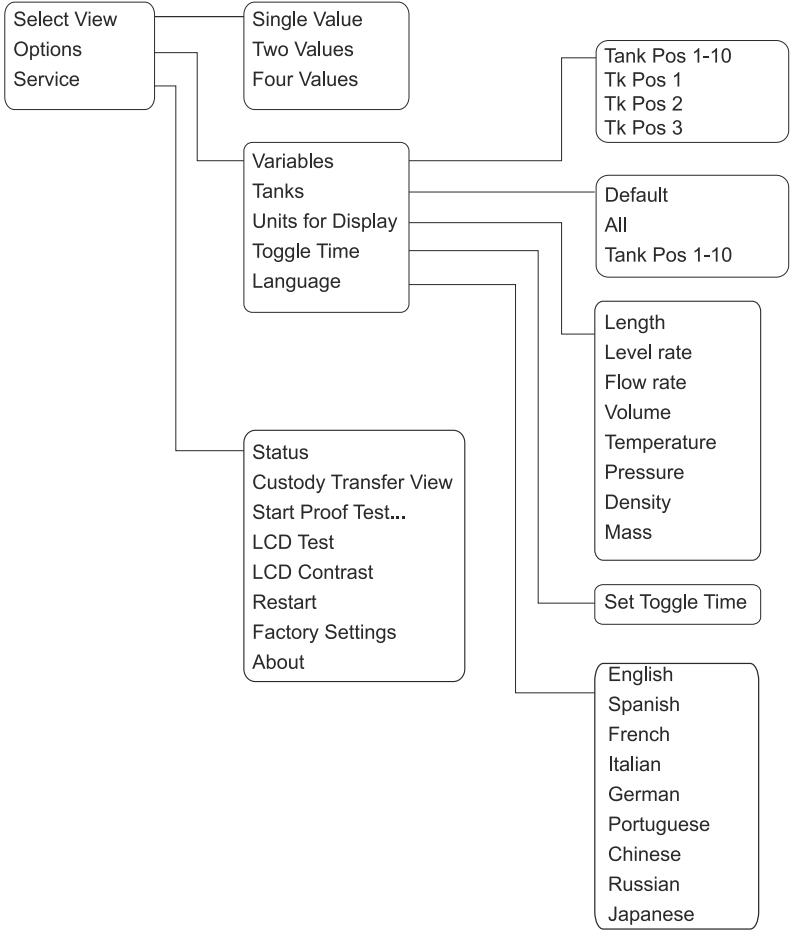 Select View
Options
Service
Single Value
Two Values
Four Values
Variables
Tanks
Units for Display
Toggle Time
Language
Status
Custody Transfer View
Start Proof Test...
LCD Test
LCD Contrast
Restart
Factory Settings
About
Tank Pos 1-10
Tk Pos 1
Tk Pos 2
Tk Pos 3
Default
All
Tank Pos 1-10
Length
Level rate
Flow rate
Volume
Temperature
Pressure
Density
Mass
Set Toggle Time
English
Spanish
French
Italian
German
Portuguese
Chinese
Russian
Japanese